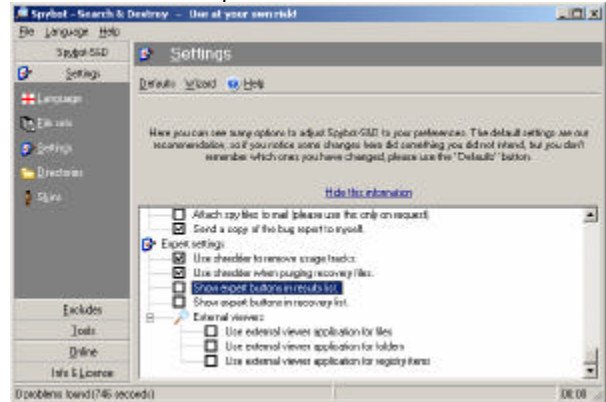 Spybot - Search & Destroy - Use at your own risk!
File Language Help
Spybot-S&D
Settings
Settings
Defaults Wizard Help
Language
File sets
Settings
Directories
Skins
Here you can see many options to adjust Spybot-S&D to your preferences. The default settings are our
recommendation, so if you notice some changes here did something you did not intend, but you don't
remember which ones you have changed, please use the "Defaults" button.
Hide this information
Attach spy files to mail (please use this only on request).
Send a copy of the bug report to myself.
Expert settings
Use shredder to remove usage tracks.
Use shredder when purging recovery files.
Show expert buttons in results list.
Show expert buttons in recovery list.
External viewers
Use external viewer application for files
Use external viewer application for folders
Use external viewer application for registry items
Excludes
Tools
Online
Info & License
0 problems found (746 seconds)
00:00